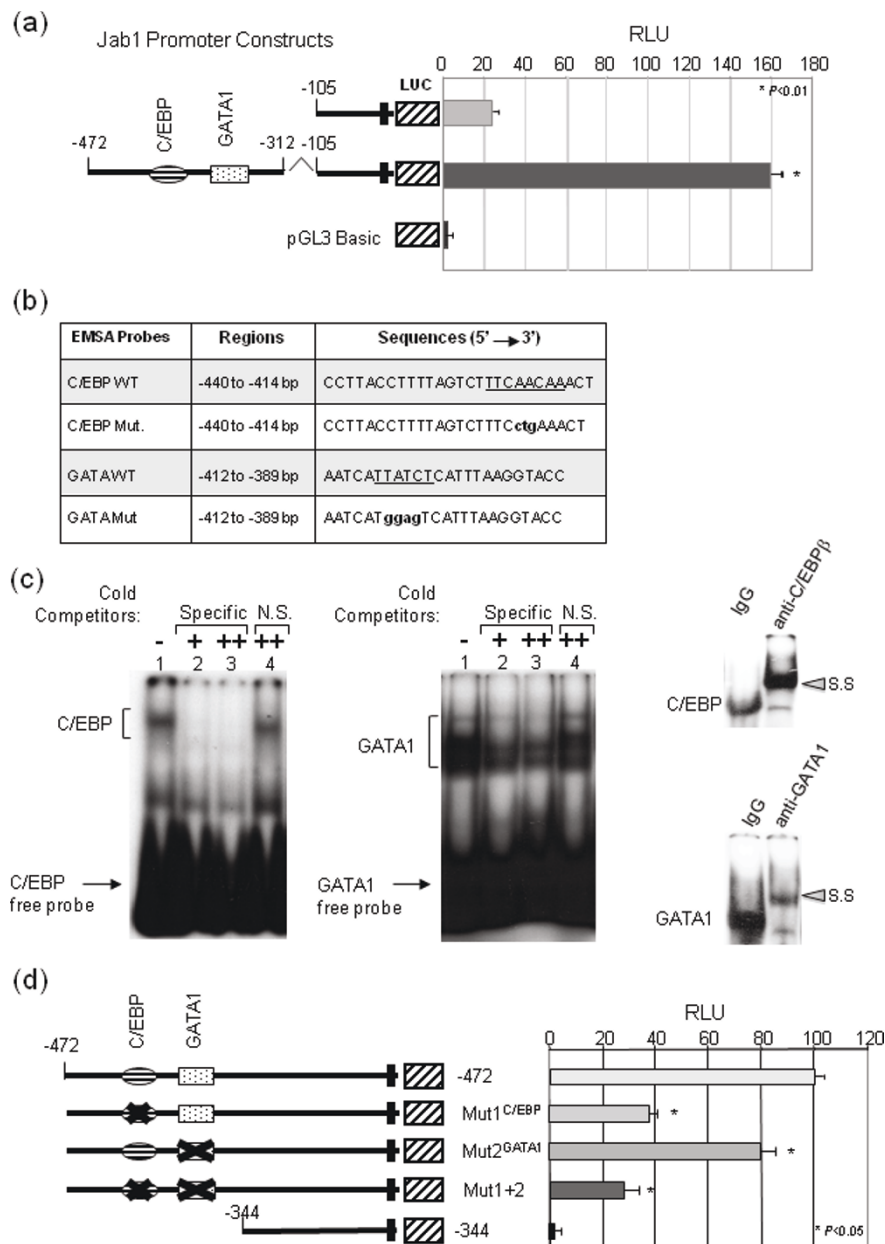 (a)
Jab1 Promoter Constructs
RLU
0 20 40 60 80 100 120 140 160 180
* P<0.01
LUC
-105
C/EBP
GATA1
-472
-312
-105
*
pGL3 Basic
(b)
EMSA Probes Regions Sequences (5' → 3')
C/EBP WT -440 to -414 bp CCTTACCTTTTAGTCTTTCAACAAACT
C/EBP Mut. -440 to -414 bp CCTTACCTTTTAGTCTTTCctgAAACT
GATA WT -412 to -389 bp AATCATTATCTCATTTAAGGTACC
GATA Mut -412 to -389 bp AATCATggagTCATTTAAGGTACC
(c)
Cold Competitors:
Specific N.S.
- + ++ ++
1 2 3 4
C/EBP
C/EBP free probe
Cold Competitors:
Specific N.S.
- + ++ ++
1 2 3 4
GATA1
GATA1 free probe
IgG
anti-C/EBPβ
C/EBP
S.S
IgG
anti-GATA1
GATA1
S.S
(d)
C/EBP
GATA1
RLU
0 20 40 60 80 100 120
-472
-472
Mut1C/EBP
*
Mut2GATA1
*
Mut1+2
*
-344
-344
* P<0.05